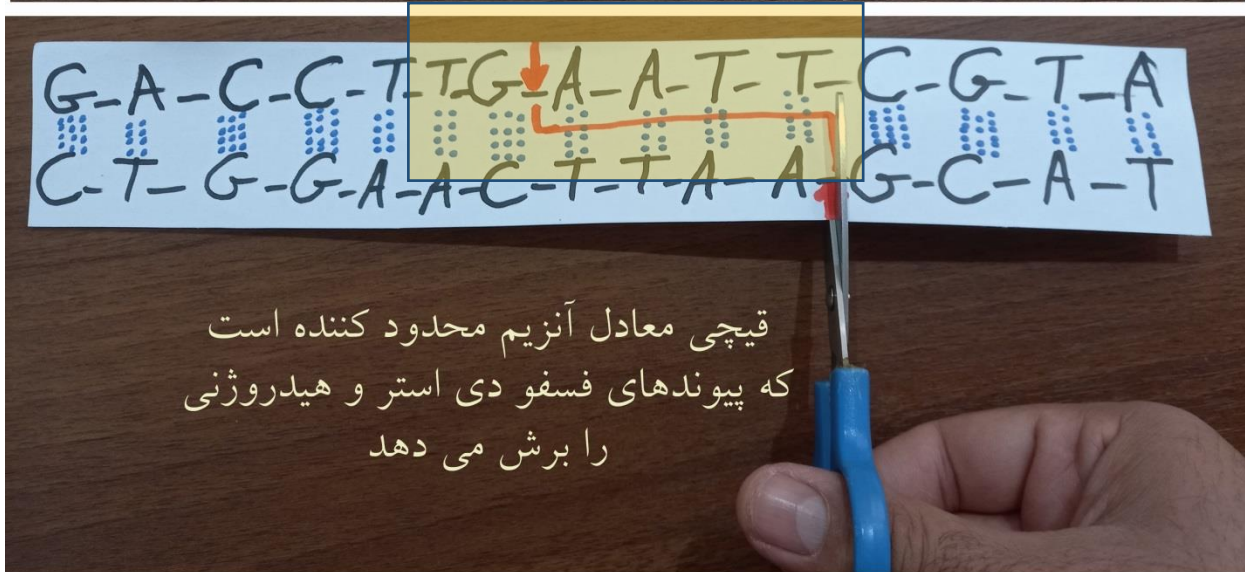 G-A-C-C-T-T-G-A-A-T-T-C-G-T-A
C-T-G-G-A-A-C-T-T-A-A-G-C-A-T
قیچی معادل آنزیم محدود کننده است
که پیوندهای فسفو دی استر و هیدروژنی
را برش می دهد